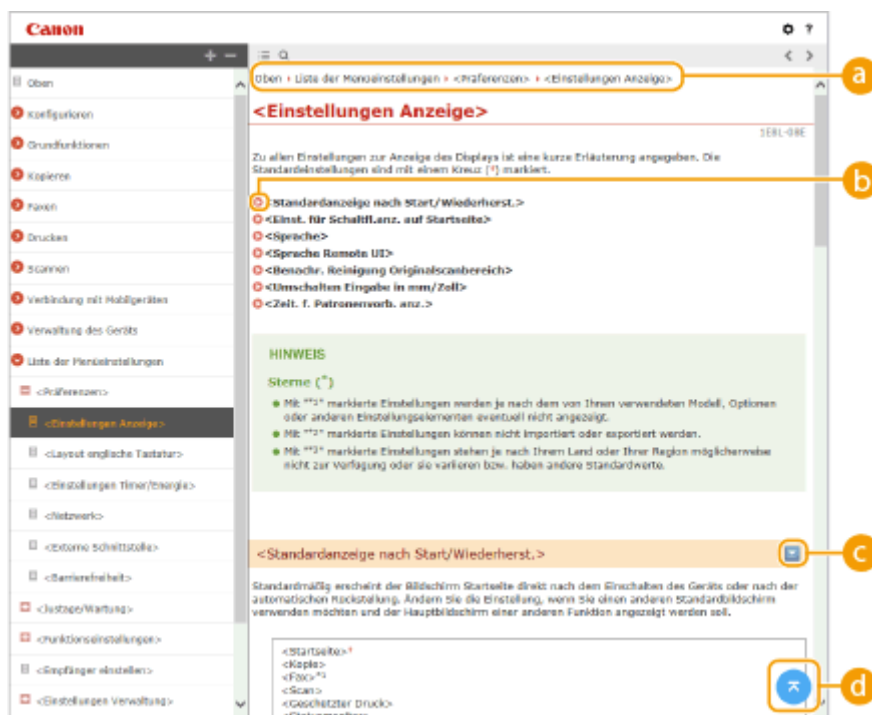 Canon
?
+ −
< >
Oben
Konfigurieren
Grundfunktionen
Kopieren
Faxen
Drucken
Scannen
Verbindung mit Mobilgeräten
Verwaltung des Geräts
Liste der Menüeinstellungen
<Präferenzen>
<Einstellungen Anzeige>
<Layout englische Tastatur>
<Einstellungen Timer/Energie>
<Netzwerk>
<Externe Schnittstelle>
<Barrierefreiheit>
<Justage/Wartung>
<Funktionseinstellungen>
<Empfänger einstellen>
<Einstellungen Verwaltung>
Oben › Liste der Menüeinstellungen › <Präferenzen> › <Einstellungen Anzeige>
a
<Einstellungen Anzeige>
1E8L-08E
Zu allen Einstellungen zur Anzeige des Displays ist eine kurze Erläuterung angegeben. Die
Standardeinstellungen sind mit einem Kreuz (†) markiert.
b
<Standardanzeige nach Start/Wiederherst.>
<Einst. für Schaltfl.anz. auf Startseite>
<Sprache>
<Sprache Remote UI>
<Benachr. Reinigung Originalscanbereich>
<Umschalten Eingabe in mm/Zoll>
<Zeit. f. Patronenvorb. anz.>
HINWEIS
Sterne (*)
Mit "*1" markierte Einstellungen werden je nach dem von Ihnen verwendeten Modell, Optionen
oder anderen Einstellungselementen eventuell nicht angezeigt.
Mit "*2" markierte Einstellungen können nicht importiert oder exportiert werden.
Mit "*3" markierte Einstellungen stehen je nach Ihrem Land oder Ihrer Region möglicherweise
nicht zur Verfügung oder sie variieren bzw. haben andere Standardwerte.
<Standardanzeige nach Start/Wiederherst.>
c
Standardmäßig erscheint der Bildschirm Startseite direkt nach dem Einschalten des Geräts oder nach der
automatischen Rückstellung. Ändern Sie die Einstellung, wenn Sie einen anderen Standardbildschirm
verwenden möchten und der Hauptbildschirm einer anderen Funktion angezeigt werden soll.
<Startseite>†
<Kopie>
<Fax>*1
<Scan>
<Geschützter Druck>
d